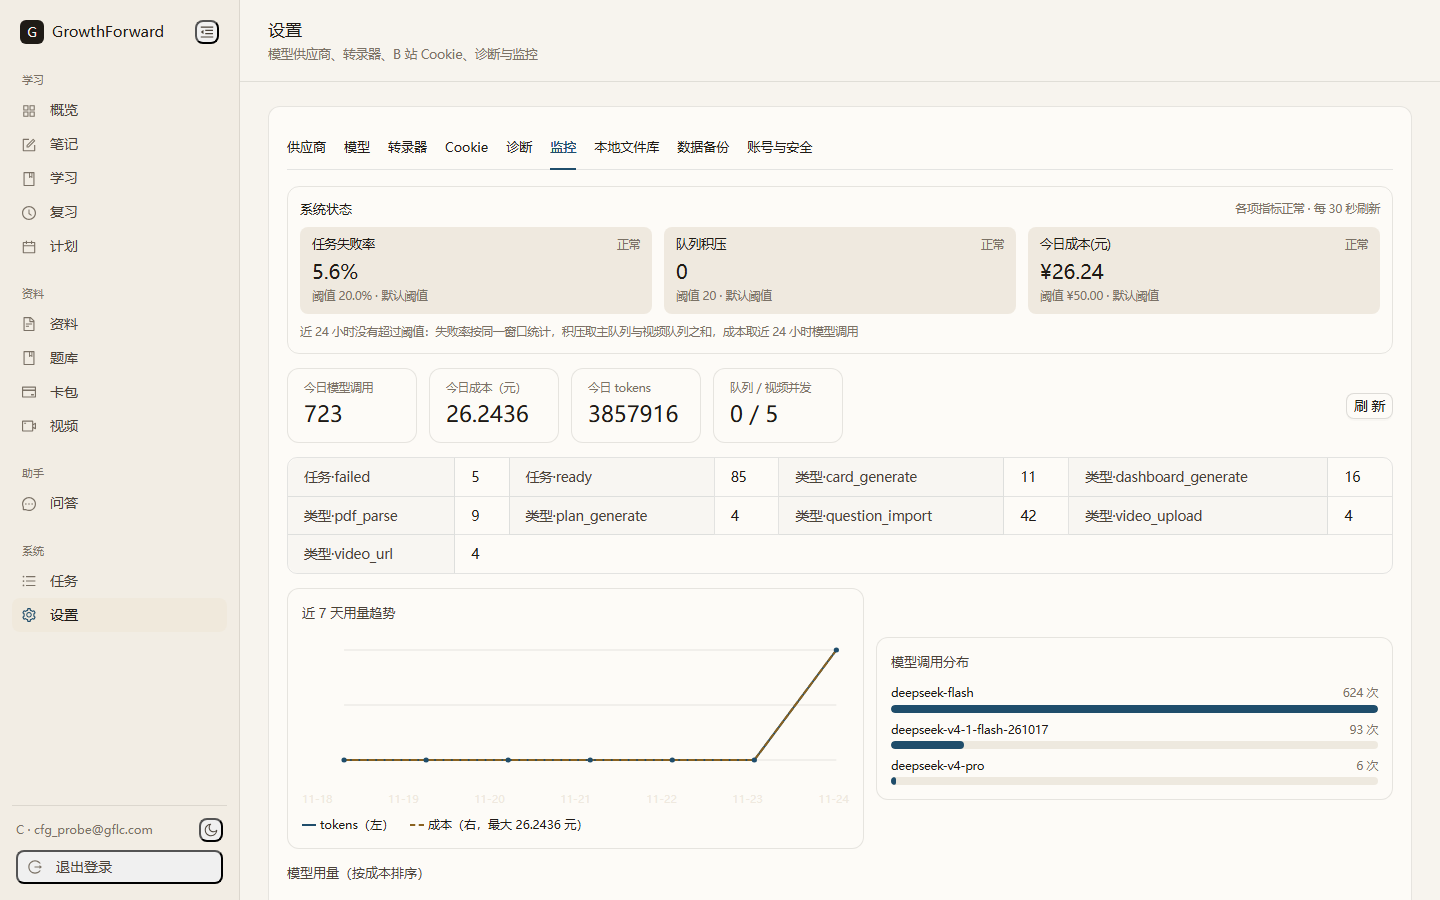 G GrowthForward
学习
概览
笔记
学习
复习
计划
资料
资料
题库
卡包
视频
助手
问答
系统
任务
设置
C · cfg_probe@gflc.com
退出登录
设置
模型供应商、转录器、B 站 Cookie、诊断与监控
供应商 模型 转录器 Cookie 诊断 监控 本地文件库 数据备份 账号与安全
系统状态 各项指标正常 · 每 30 秒刷新
任务失败率 正常
5.6%
阈值 20.0% · 默认阈值
队列积压 正常
0
阈值 20 · 默认阈值
今日成本(元) 正常
¥26.24
阈值 ¥50.00 · 默认阈值
近 24 小时没有超过阈值：失败率按同一窗口统计，积压取主队列与视频队列之和，成本取近 24 小时模型调用
今日模型调用
723
今日成本（元）
26.2436
今日 tokens
3857916
队列 / 视频并发
0 / 5
刷 新
任务·failed 5 任务·ready 85 类型·card_generate 11 类型·dashboard_generate 16
类型·pdf_parse 9 类型·plan_generate 4 类型·question_import 42 类型·video_upload 4
类型·video_url 4
近 7 天用量趋势
11-18 11-19 11-20 11-21 11-22 11-23 11-24
tokens（左） 成本（右，最大 26.2436 元）
模型调用分布
deepseek-flash 624 次
deepseek-v4-1-flash-261017 93 次
deepseek-v4-pro 6 次
模型用量（按成本排序）